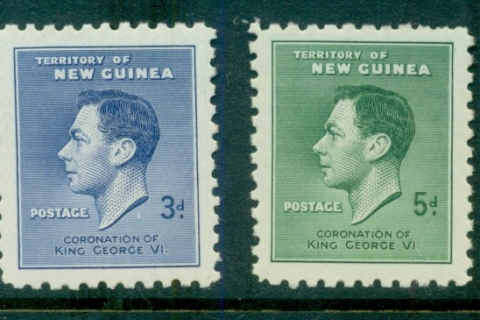 TERRITORY OF
NEW GUINEA
POSTAGE 3d.
CORONATION OF
KING GEORGE VI.
TERRITORY OF
NEW GUINEA
POSTAGE 5d.
CORONATION OF
KING GEORGE VI.